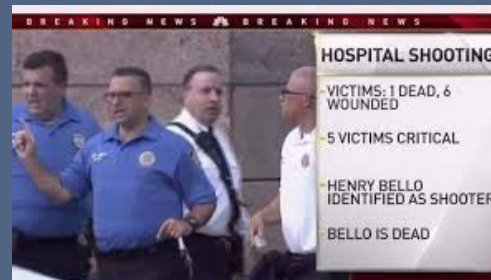 BREAKING NEWS BREAKING NEWS
HOSPITAL SHOOTING
-VICTIMS: 1 DEAD, 6
WOUNDED
-5 VICTIMS CRITICAL
-HENRY BELLO
IDENTIFIED AS SHOOTER
-BELLO IS DEAD